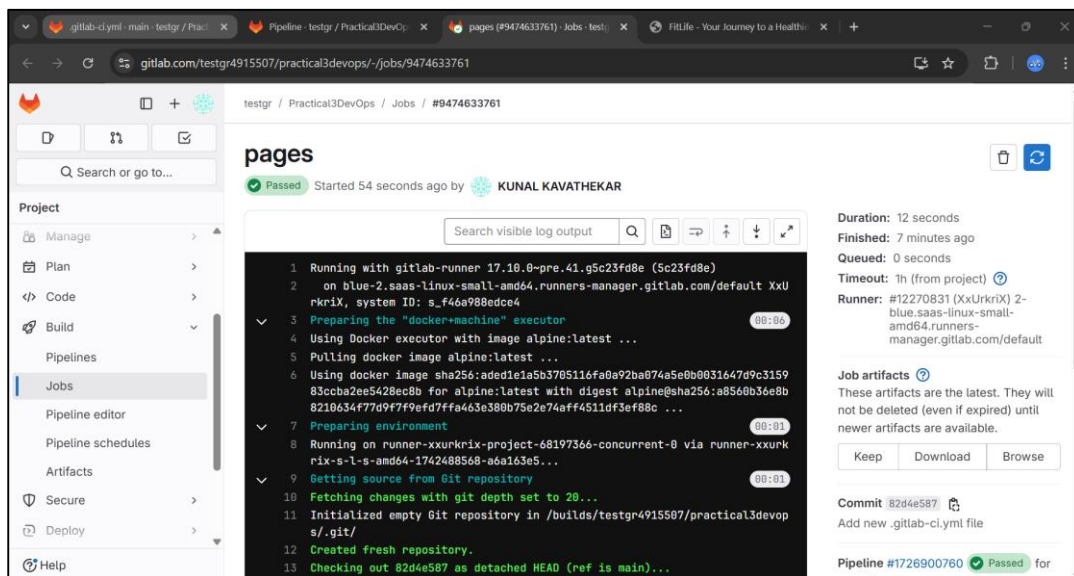 .gitlab-ci.yml · main · testgr / Pract
Pipeline · testgr / Practical3DevOp
pages (#9474633761) · Jobs · testg
FitLife - Your Journey to a Healthie
gitlab.com/testgr4915507/practical3devops/-/jobs/9474633761
testgr / Practical3DevOps / Jobs / #9474633761
Search or go to...
Project
Manage
Plan
Code
Build
Pipelines
Jobs
Pipeline editor
Pipeline schedules
Artifacts
Secure
Deploy
Help
pages
Passed Started 54 seconds ago by KUNAL KAVATHEKAR
Search visible log output
1 Running with gitlab-runner 17.10.0~pre.41.g5c23fd8e (5c23fd8e)
2 on blue-2.saas-linux-small-amd64.runners-manager.gitlab.com/default XxU
rkriX, system ID: s_f46a988edce4
3 Preparing the "docker+machine" executor 00:06
4 Using Docker executor with image alpine:latest ...
5 Pulling docker image alpine:latest ...
6 Using docker image sha256:aded1e1a5b3705116fa0a92ba074a5e0b0031647d9c3159
83ccba2ee5428ec8b for alpine:latest with digest alpine@sha256:a8560b36e8b
8210634f77d9f7f9efd7ffa463e380b75e2e74aff4511df3ef88c ...
7 Preparing environment 00:01
8 Running on runner-xxurkrix-project-68197366-concurrent-0 via runner-xxurk
rix-s-l-s-amd64-1742488568-a6a163e5...
9 Getting source from Git repository 00:01
10 Fetching changes with git depth set to 20...
11 Initialized empty Git repository in /builds/testgr4915507/practical3devop
s/.git/
12 Created fresh repository.
13 Checking out 82d4e587 as detached HEAD (ref is main)...
Duration: 12 seconds
Finished: 7 minutes ago
Queued: 0 seconds
Timeout: 1h (from project)
Runner: #12270831 (XxUrkriX) 2-
blue.saas-linux-small-
amd64.runners-
manager.gitlab.com/default
Job artifacts
These artifacts are the latest. They will
not be deleted (even if expired) until
newer artifacts are available.
Keep Download Browse
Commit 82d4e587
Add new .gitlab-ci.yml file
Pipeline #1726900760 Passed for